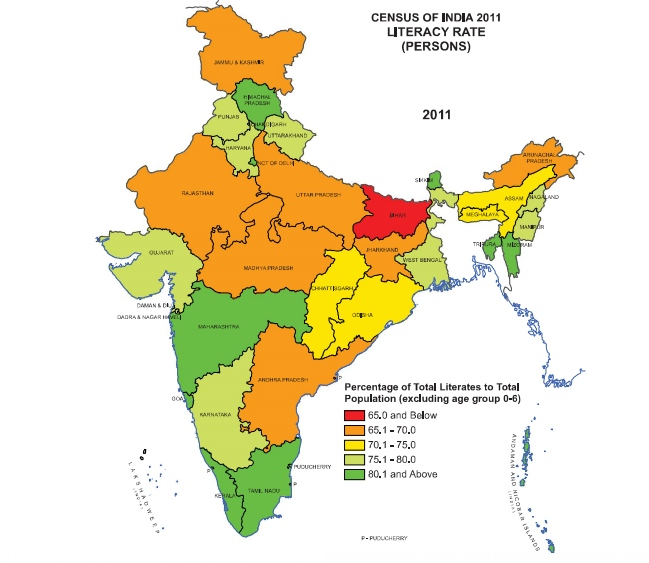 CENSUS OF INDIA 2011
LITERACY RATE
(PERSONS)
2011
JAMMU & KASHMIR
HIMACHAL
PRADESH
PUNJAB
CHANDIGARH
UTTARAKHAND
HARYANA
NCT OF DELHI
RAJASTHAN
UTTAR PRADESH
BIHAR
SIKKIM
ARUNACHAL
PRADESH
ASSAM
NAGALAND
MEGHALAYA
MANIPUR
TRIPURA
MIZORAM
JHARKHAND
WEST BENGAL
GUJARAT
MADHYA PRADESH
CHHATTISGARH
ODISHA
DAMAN & DIU
DADRA & NAGAR HAVELI
MAHARASHTRA
ANDHRA PRADESH
GOA
KARNATAKA
Percentage of Total Literates to Total
Population (excluding age group 0-6)
65.0 and Below
65.1 – 70.0
70.1 – 75.0
75.1 – 80.0
80.1 and Above
P
P
P
P
PUDUCHERRY
KERALA
TAMIL NADU
LAKSHADWEEP
(INDIA)
ANDAMAN AND NICOBAR ISLANDS
(INDIA)
P - PUDUCHERRY